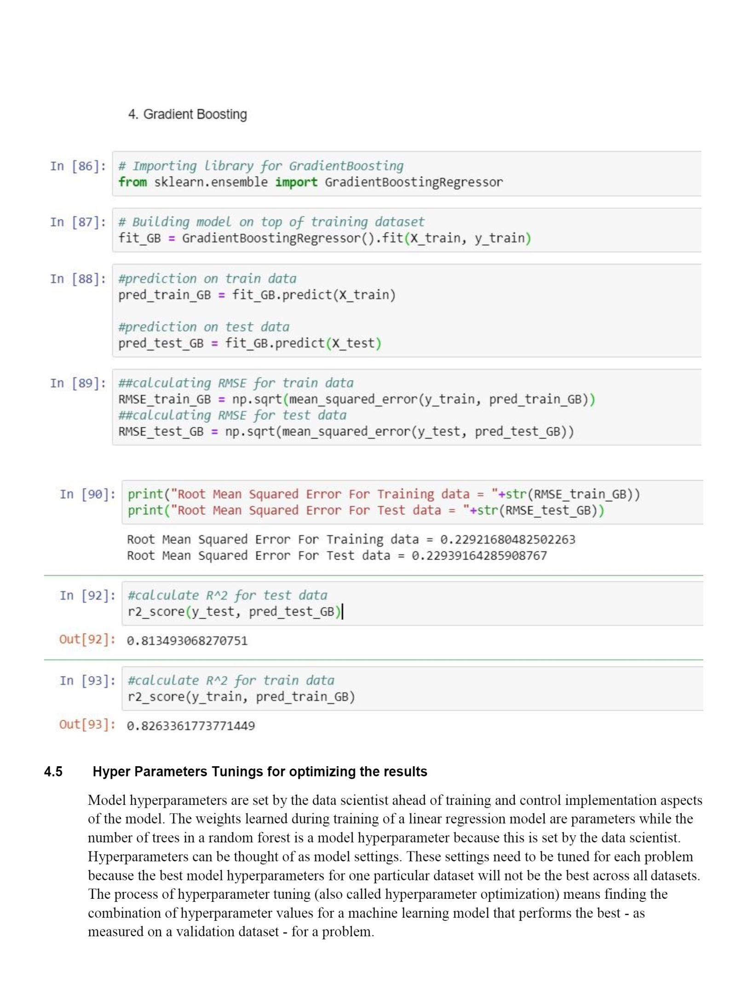 4. Gradient Boosting
In [86]: # Importing library for GradientBoosting
from sklearn.ensemble import GradientBoostingRegressor
In [87]: # Building model on top of training dataset
fit_GB = GradientBoostingRegressor().fit(X_train, y_train)
In [88]: #prediction on train data
pred_train_GB = fit_GB.predict(X_train)
#prediction on test data
pred_test_GB = fit_GB.predict(X_test)
In [89]: ##calculating RMSE for train data
RMSE_train_GB = np.sqrt(mean_squared_error(y_train, pred_train_GB))
##calculating RMSE for test data
RMSE_test_GB = np.sqrt(mean_squared_error(y_test, pred_test_GB))
In [90]: print("Root Mean Squared Error For Training data = "+str(RMSE_train_GB))
print("Root Mean Squared Error For Test data = "+str(RMSE_test_GB))
Root Mean Squared Error For Training data = 0.22921680482502263
Root Mean Squared Error For Test data = 0.22939164285908767
In [92]: #calculate R^2 for test data
r2_score(y_test, pred_test_GB)
Out[92]: 0.813493068270751
In [93]: #calculate R^2 for train data
r2_score(y_train, pred_train_GB)
Out[93]: 0.8263361773771449
4.5 Hyper Parameters Tunings for optimizing the results
Model hyperparameters are set by the data scientist ahead of training and control implementation aspects
of the model. The weights learned during training of a linear regression model are parameters while the
number of trees in a random forest is a model hyperparameter because this is set by the data scientist.
Hyperparameters can be thought of as model settings. These settings need to be tuned for each problem
because the best model hyperparameters for one particular dataset will not be the best across all datasets.
The process of hyperparameter tuning (also called hyperparameter optimization) means finding the
combination of hyperparameter values for a machine learning model that performs the best - as
measured on a validation dataset - for a problem.